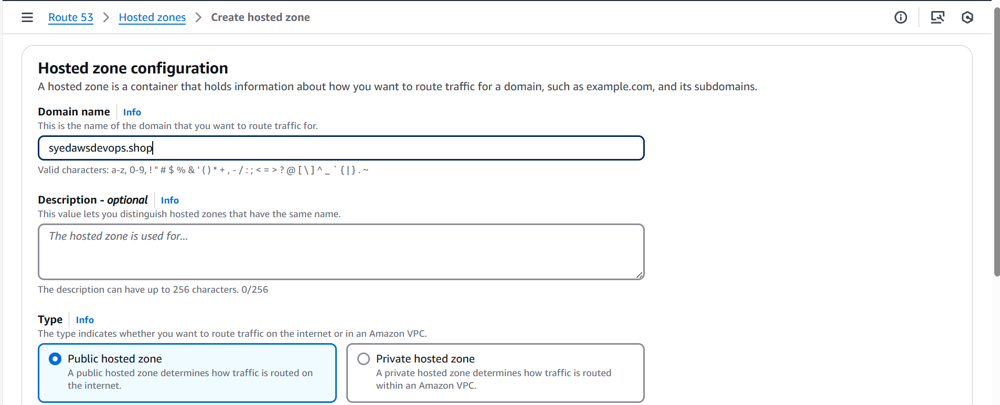 Route 53 > Hosted zones > Create hosted zone
Hosted zone configuration
A hosted zone is a container that holds information about how you want to route traffic for a domain, such as example.com, and its subdomains.
Domain name Info
This is the name of the domain that you want to route traffic for.
syedawsdevops.shop
Valid characters: a-z, 0-9, ! " # $ % & ' ( ) * + , - / : ; < = > ? @ [ \ ] ^ _ ` { | } . ~
Description - optional Info
This value lets you distinguish hosted zones that have the same name.
The hosted zone is used for...
The description can have up to 256 characters. 0/256
Type Info
The type indicates whether you want to route traffic on the internet or in an Amazon VPC.
Public hosted zone
A public hosted zone determines how traffic is routed on
the internet.
Private hosted zone
A private hosted zone determines how traffic is routed
within an Amazon VPC.